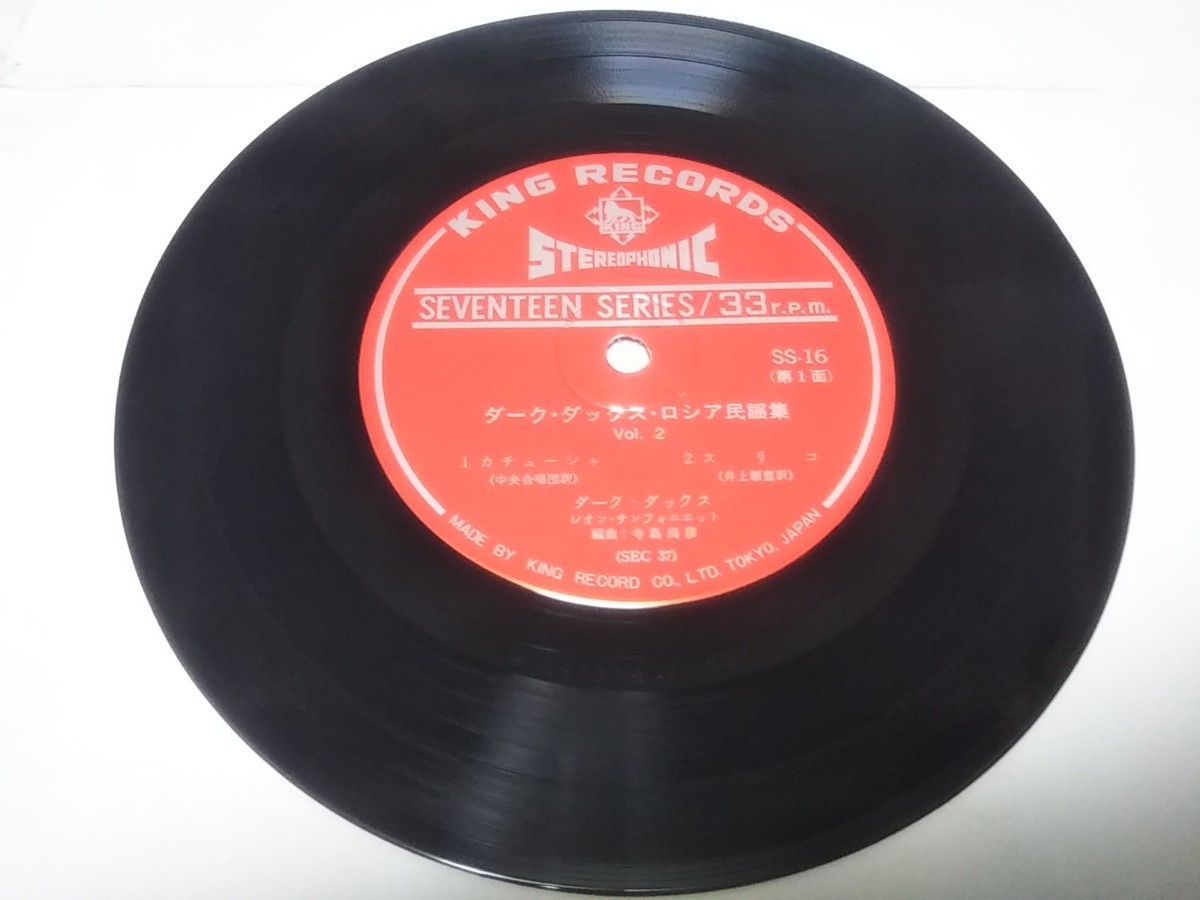 KING RECORDS
KING
STEREOPHONIC
SEVENTEEN SERIES/33 r.p.m.
SS-16
(第1面)
ダーク・ダックス・ロシア民謡集
Vol. 2
1. カチューシャ 2. スリコ
(中央合唱団訳) (井上頼豊訳)
ダーク・ダックス
レオン・サンフォニエット
編曲:寺島尚彦
(SEC 37)
MADE BY KING RECORD CO., LTD. TOKYO, JAPAN